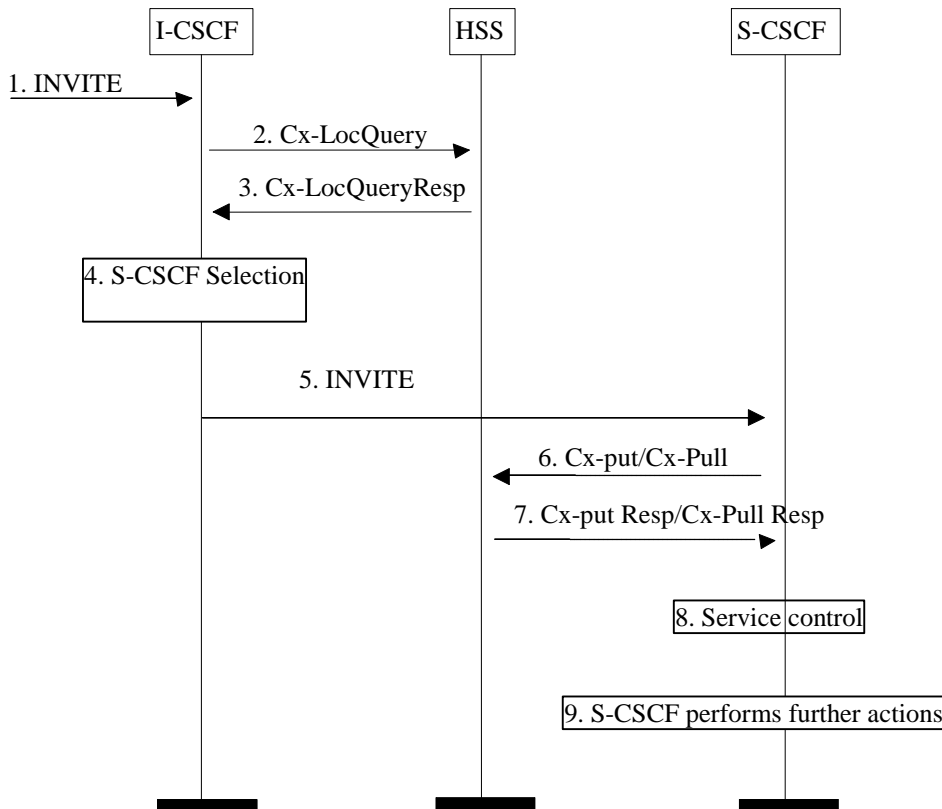 I-CSCF
HSS
S-CSCF
1. INVITE
2. Cx-LocQuery
3. Cx-LocQueryResp
4. S-CSCF Selection
5. INVITE
6. Cx-put/Cx-Pull
7. Cx-put Resp/Cx-Pull Resp
8. Service control
9. S-CSCF performs further actions